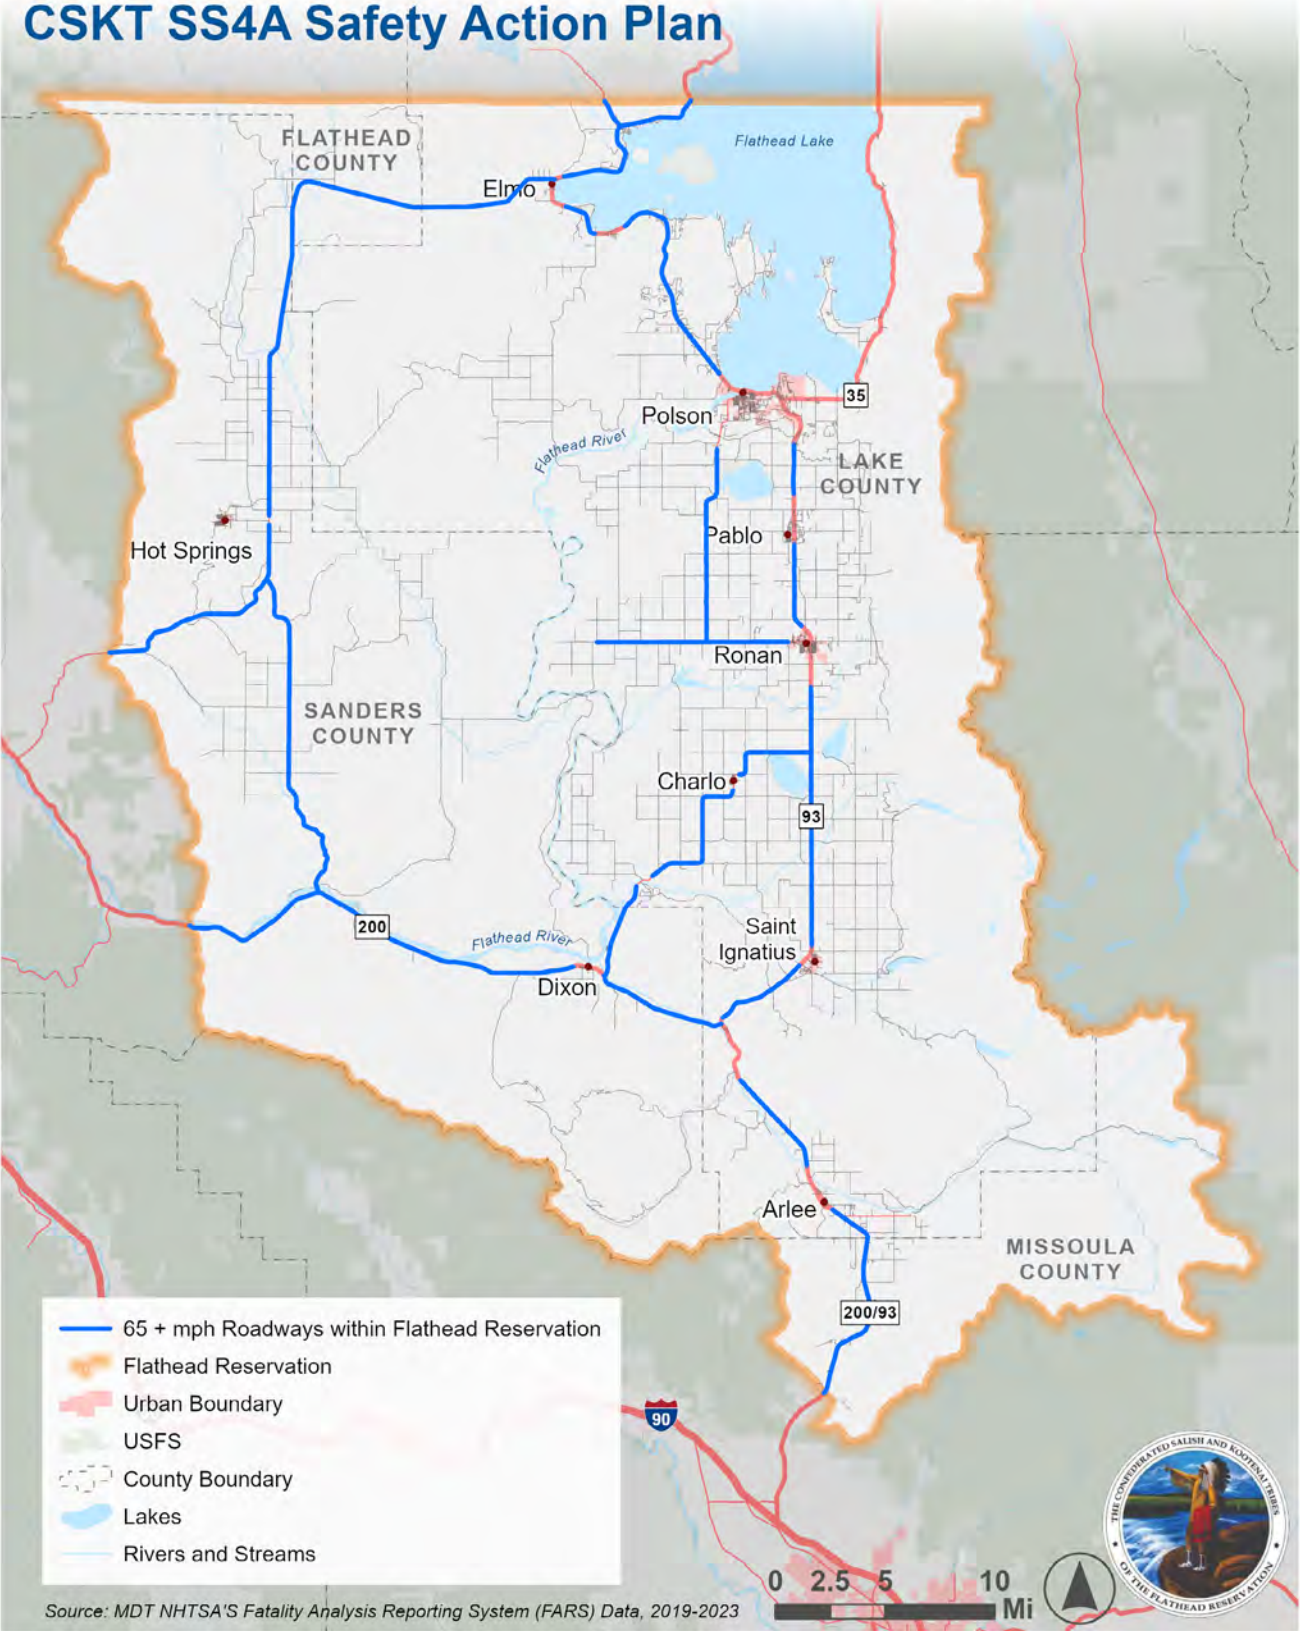 CSKT SS4A Safety Action Plan
FLATHEAD
COUNTY
Flathead Lake
Elmo
35
Polson
Flathead River
LAKE
COUNTY
Pablo
Hot Springs
Ronan
SANDERS
COUNTY
Charlo
93
Saint
Ignatius
200
Flathead River
Dixon
Arlee
MISSOULA
COUNTY
200/93
65 + mph Roadways within Flathead Reservation
Flathead Reservation
Urban Boundary
USFS
County Boundary
Lakes
Rivers and Streams
90
THE CONFEDERATED SALISH AND KOOTENAI TRIBES
OF THE FLATHEAD RESERVATION
0 2.5 5 10
Mi
Source: MDT NHTSA'S Fatality Analysis Reporting System (FARS) Data, 2019-2023